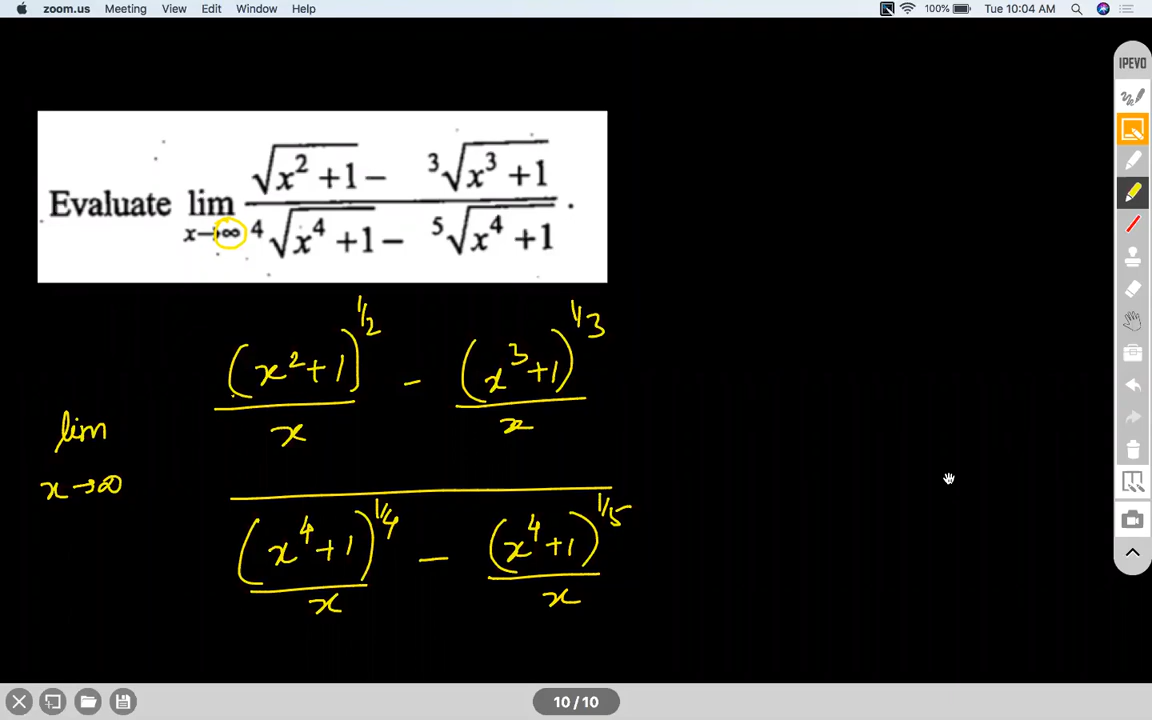 zoom.us Meeting View Edit Window Help 100% Tue 10:04 AM
IPEVO
Evaluate lim x→∞ (√(x² + 1) − ³√(x³ + 1)) / (⁴√(x⁴ + 1) − ⁵√(x⁴ + 1)) .
(x² + 1)^1/2 / x − (x³ + 1)^1/3 / x
lim
x → ∞
(x⁴ + 1)^1/4 / x − (x⁴ + 1)^1/5 / x
10 / 10